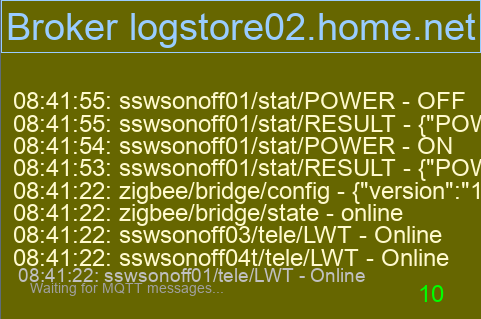 Broker logstore02.home.net
08:41:55: sswsonoff01/stat/POWER - OFF
08:41:55: sswsonoff01/stat/RESULT - {"POW
08:41:54: sswsonoff01/stat/POWER - ON
08:41:53: sswsonoff01/stat/RESULT - {"POW
08:41:22: zigbee/bridge/config - {"version":"1
08:41:22: zigbee/bridge/state - online
08:41:22: sswsonoff03/tele/LWT - Online
08:41:22: sswsonoff04t/tele/LWT - Online
08:41:22: sswsonoff01/tele/LWT - Online
Waiting for MQTT messages...
10